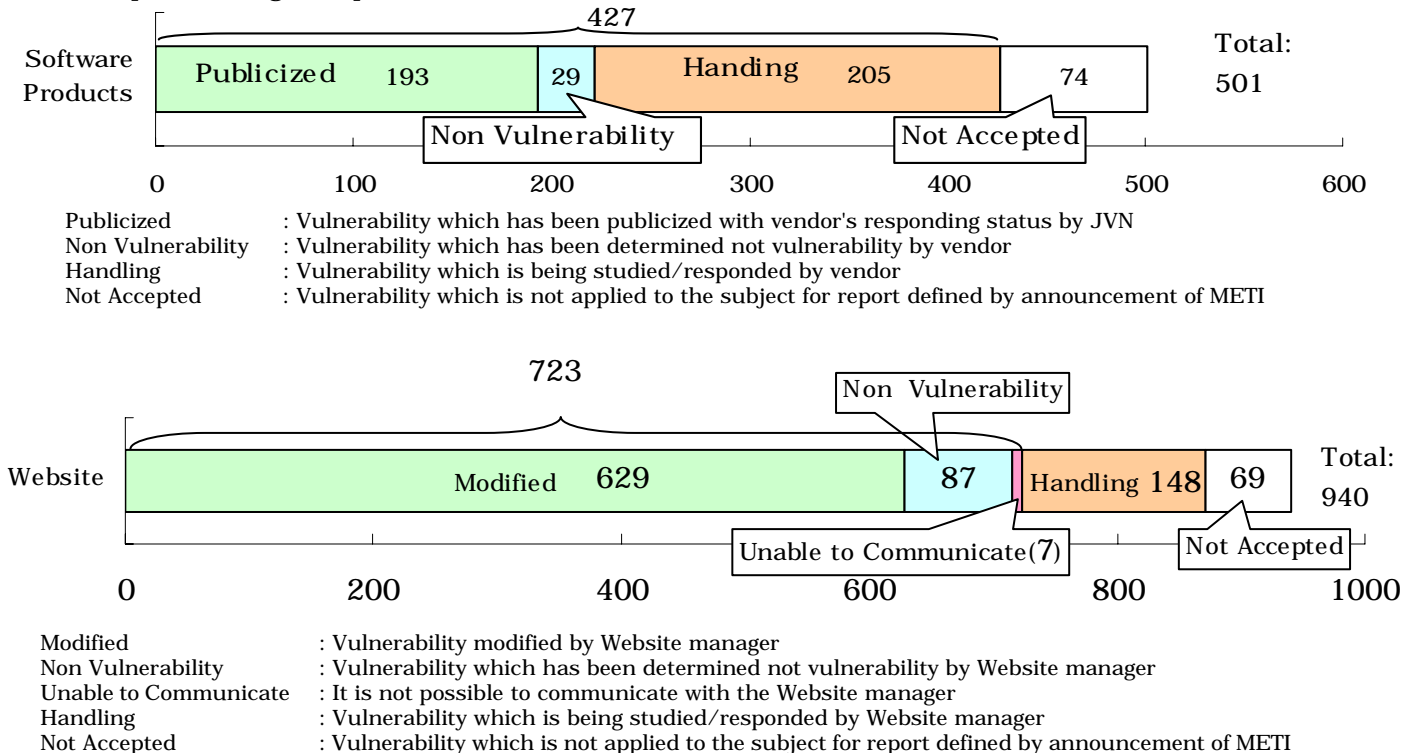 427
Software
Products
Publicized 193
29
Handing 205
74
Total:
501
Non Vulnerability
Not Accepted
0 100 200 300 400 500 600
Publicized : Vulnerability which has been publicized with vendor's responding status by JVN
Non Vulnerability : Vulnerability which has been determined not vulnerability by vendor
Handling : Vulnerability which is being studied/responded by vendor
Not Accepted : Vulnerability which is not applied to the subject for report defined by announcement of METI
723
Non Vulnerability
Website
Modified 629
87
Handling 148
69
Total:
940
Unable to Communicate(7)
Not Accepted
0 200 400 600 800 1000
Modified : Vulnerability modified by Website manager
Non Vulnerability : Vulnerability which has been determined not vulnerability by Website manager
Unable to Communicate : It is not possible to communicate with the Website manager
Handling : Vulnerability which is being studied/responded by Website manager
Not Accepted : Vulnerability which is not applied to the subject for report defined by announcement of METI